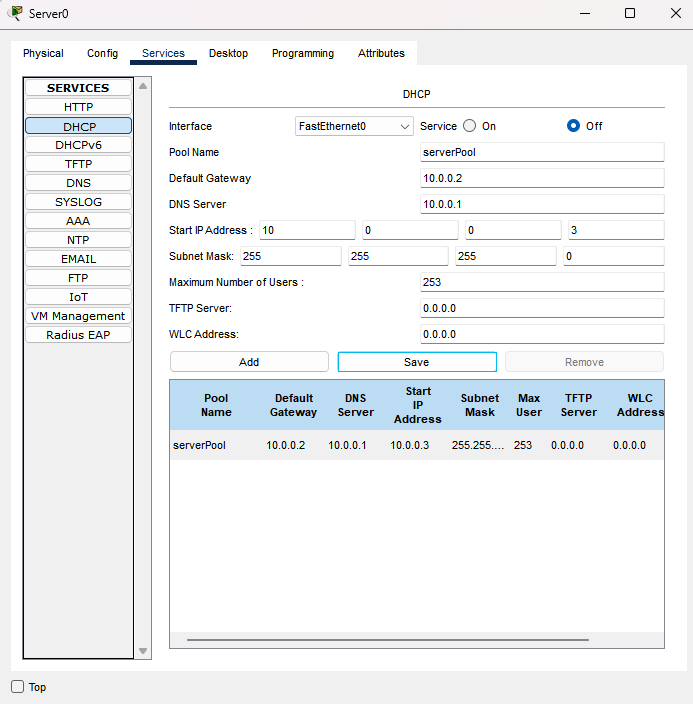 Server0
Physical Config Services Desktop Programming Attributes
SERVICES
HTTP
DHCP
DHCPv6
TFTP
DNS
SYSLOG
AAA
NTP
EMAIL
FTP
IoT
VM Management
Radius EAP
DHCP
Interface FastEthernet0 Service On Off
Pool Name serverPool
Default Gateway 10.0.0.2
DNS Server 10.0.0.1
Start IP Address : 10 0 0 3
Subnet Mask: 255 255 255 0
Maximum Number of Users : 253
TFTP Server: 0.0.0.0
WLC Address: 0.0.0.0
Add Save Remove
Pool Name Default Gateway DNS Server Start IP Address Subnet Mask Max User TFTP Server WLC Address
serverPool 10.0.0.2 10.0.0.1 10.0.0.3 255.255.... 253 0.0.0.0 0.0.0.0
Top